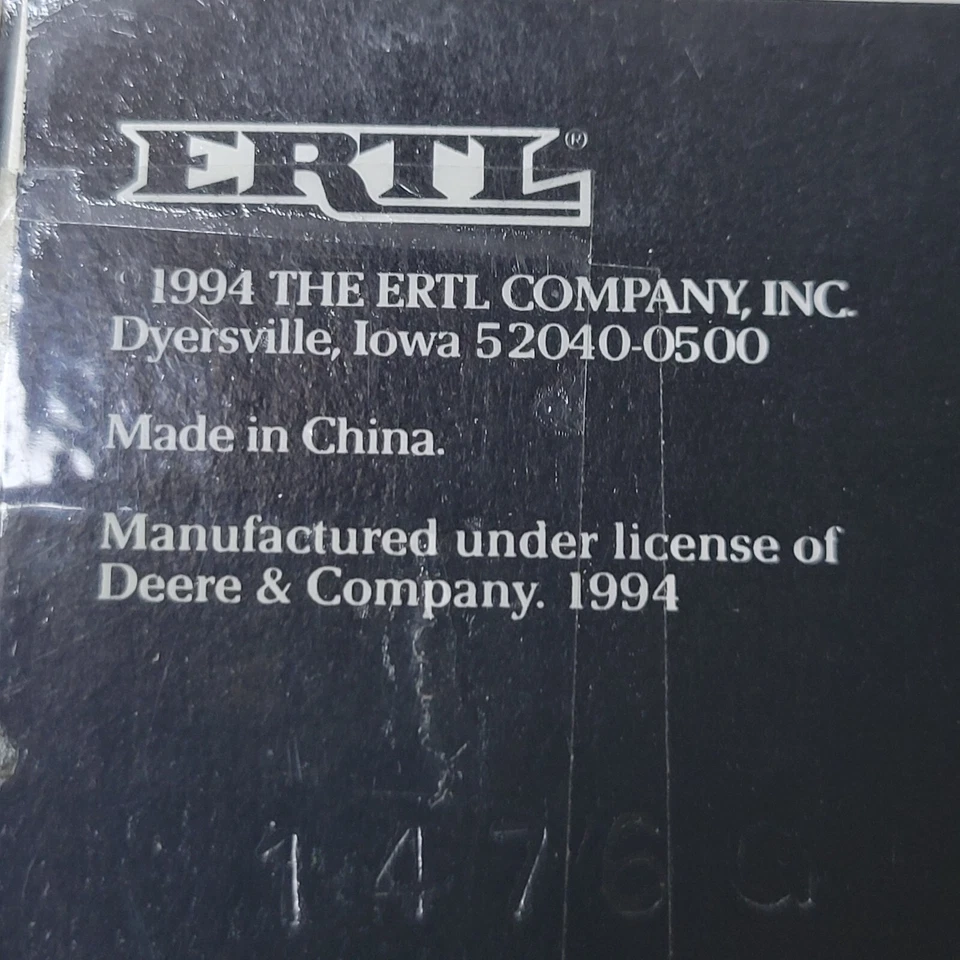 ERTL®
© 1994 THE ERTL COMPANY, INC.
Dyersville, Iowa 52040-0500
Made in China.
Manufactured under license of
Deere & Company. 1994
1476